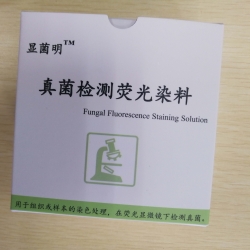 显菌明™
真菌检测荧光染料
Fungal Fluorescence Staining Solution
用于组织或样本的染色处理，在荧光显微镜下检测真菌。